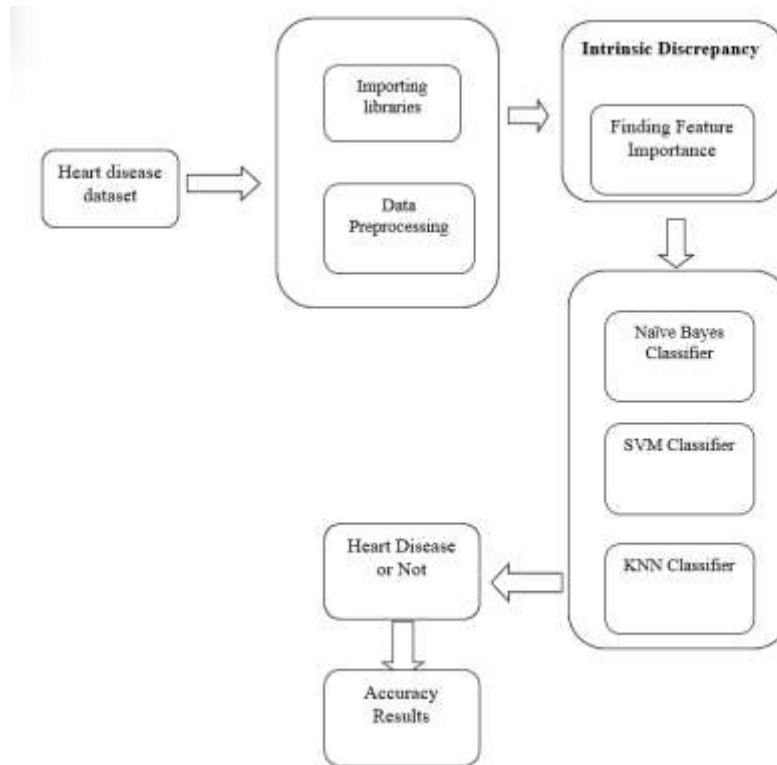 Heart disease
dataset
Importing
libraries
Data
Preprocessing
Intrinsic Discrepancy
Finding Feature
Importance
Naïve Bayes
Classifier
SVM Classifier
KNN Classifier
Heart Disease
or Not
Accuracy
Results